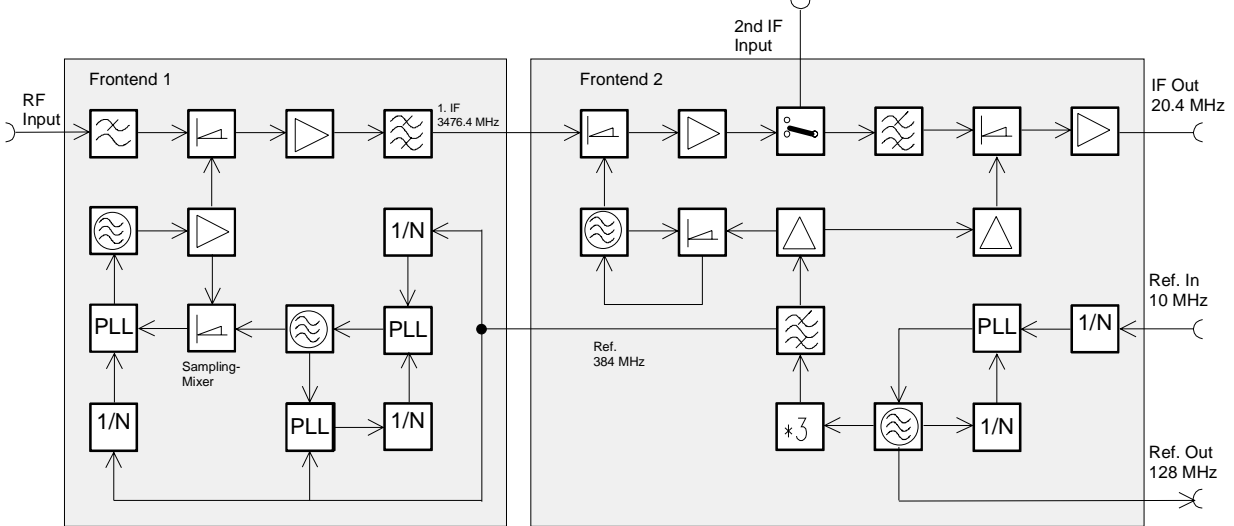 2nd IF
Input
Frontend 1
Frontend 2
RF
Input
1. IF
3476.4 MHz
IF Out
20.4 MHz
1/N
Ref. In
10 MHz
PLL
PLL
PLL
1/N
Sampling-
Mixer
Ref.
384 MHz
1/N
PLL
1/N
*3
1/N
Ref. Out
128 MHz